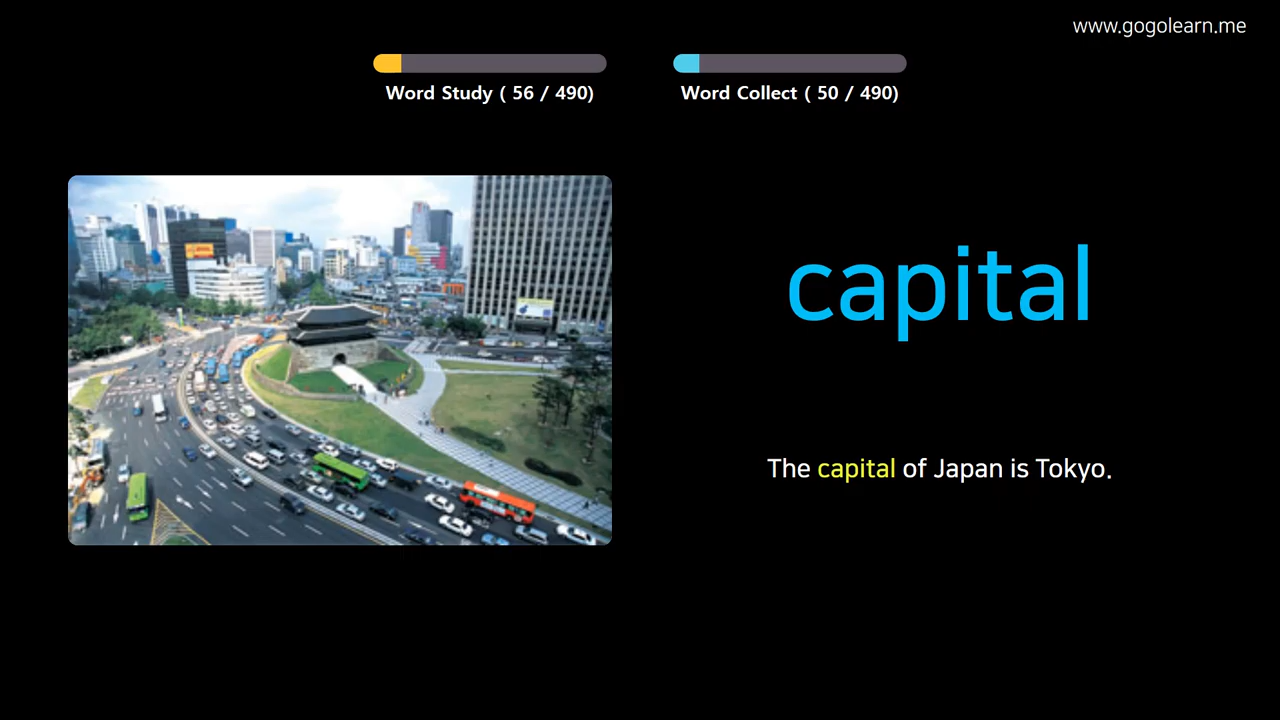 www.gogolearn.me
Word Study ( 56 / 490)
Word Collect ( 50 / 490)
capital
The capital of Japan is Tokyo.